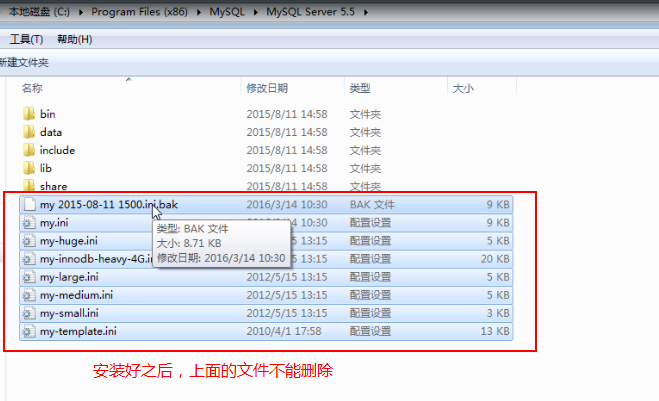 本地磁盘 (C:) ▸ Program Files (x86) ▸ MySQL ▸ MySQL Server 5.5 ▸
工具(T) 帮助(H)
新建文件夹
名称 修改日期 类型 大小
bin 2015/8/11 14:58 文件夹
data 2015/8/11 14:58 文件夹
include 2015/8/11 14:58 文件夹
lib 2015/8/11 14:58 文件夹
share 2015/8/11 14:58 文件夹
my 2015-08-11 1500.ini.bak 2016/3/14 10:30 BAK 文件 9 KB
my.ini 2016/3/14 10:30 配置设置 9 KB
my-huge.ini 13:15 配置设置 5 KB
my-innodb-heavy-4G.in 13:15 配置设置 20 KB
类型: BAK 文件
大小: 8.71 KB
修改日期: 2016/3/14 10:30
my-large.ini 2012/5/15 13:15 配置设置 5 KB
my-medium.ini 2012/5/15 13:15 配置设置 5 KB
my-small.ini 2012/5/15 13:15 配置设置 3 KB
my-template.ini 2010/4/1 17:58 配置设置 13 KB
安装好之后，上面的文件不能删除